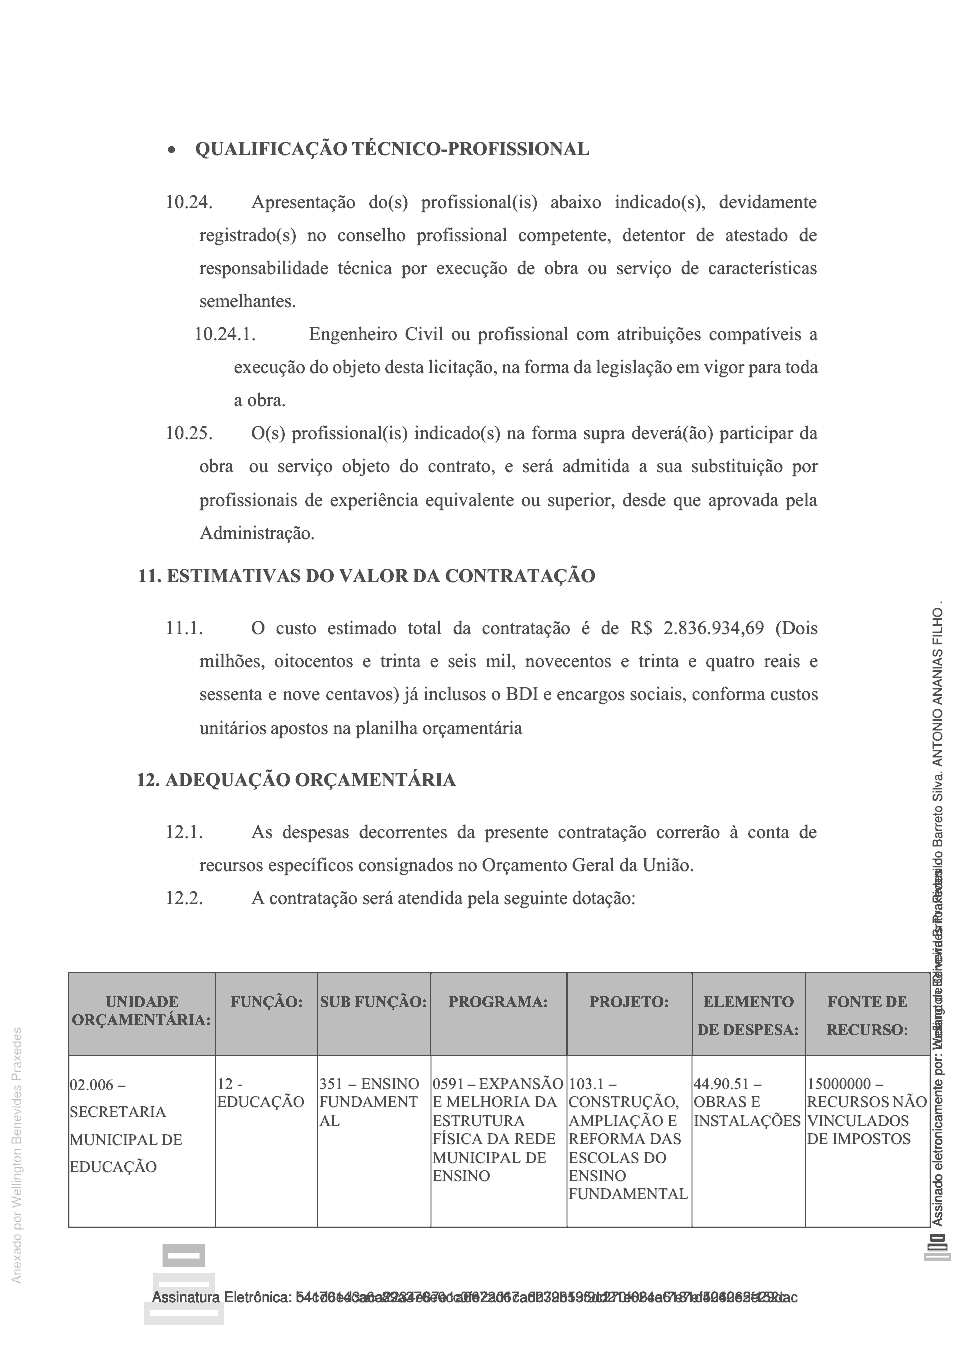 • QUALIFICAÇÃO TÉCNICO-PROFISSIONAL
10.24. Apresentação do(s) profissional(is) abaixo indicado(s), devidamente
registrado(s) no conselho profissional competente, detentor de atestado de
responsabilidade técnica por execução de obra ou serviço de características
semelhantes.
10.24.1. Engenheiro Civil ou profissional com atribuições compatíveis a
execução do objeto desta licitação, na forma da legislação em vigor para toda
a obra.
10.25. O(s) profissional(is) indicado(s) na forma supra deverá(ão) participar da
obra ou serviço objeto do contrato, e será admitida a sua substituição por
profissionais de experiência equivalente ou superior, desde que aprovada pela
Administração.
11. ESTIMATIVAS DO VALOR DA CONTRATAÇÃO
11.1. O custo estimado total da contratação é de R$ 2.836.934,69 (Dois
milhões, oitocentos e trinta e seis mil, novecentos e trinta e quatro reais e
sessenta e nove centavos) já inclusos o BDI e encargos sociais, conforma custos
unitários apostos na planilha orçamentária
12. ADEQUAÇÃO ORÇAMENTÁRIA
12.1. As despesas decorrentes da presente contratação correrão à conta de
recursos específicos consignados no Orçamento Geral da União.
12.2. A contratação será atendida pela seguinte dotação:
UNIDADE
ORÇAMENTÁRIA:
FUNÇÃO:
SUB FUNÇÃO:
PROGRAMA:
PROJETO:
ELEMENTO
DE DESPESA:
FONTE DE
RECURSO:
02.006 –
SECRETARIA
MUNICIPAL DE
EDUCAÇÃO
12 -
EDUCAÇÃO
351 – ENSINO
FUNDAMENT
AL
0591 – EXPANSÃO
E MELHORIA DA
ESTRUTURA
FÍSICA DA REDE
MUNICIPAL DE
ENSINO
103.1 –
CONSTRUÇÃO,
AMPLIAÇÃO E
REFORMA DAS
ESCOLAS DO
ENSINO
FUNDAMENTAL
44.90.51 –
OBRAS E
INSTALAÇÕES
15000000 –
RECURSOS NÃO
VINCULADOS
DE IMPOSTOS
Anexado por Wellington Benevides Praxedes
Assinado eletronicamente por: Barreto Silva. ANTONIO ANANIAS FILHO .
Assinatura Eletrônica: